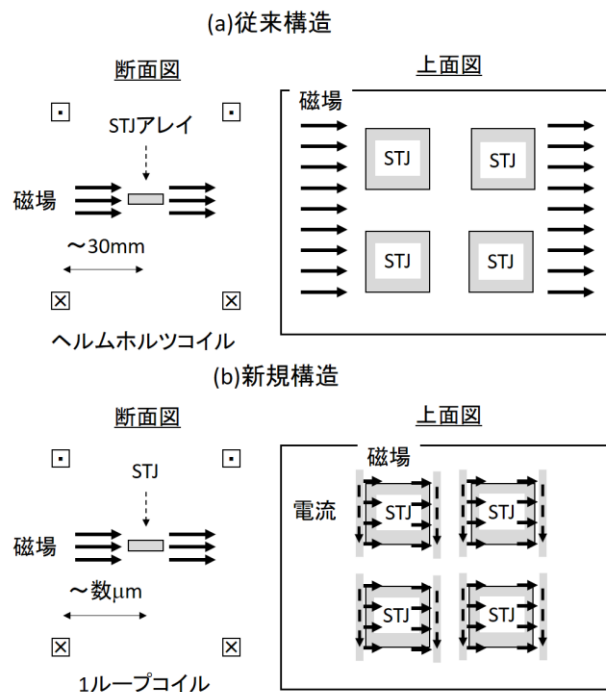 (a)従来構造
断面図
上面図
STJアレイ
磁場
磁場
~30mm
ヘルムホルツコイル
STJ
STJ
STJ
STJ
(b)新規構造
断面図
上面図
STJ
磁場
~数μm
1ループコイル
磁場
電流
STJ
STJ
STJ
STJ